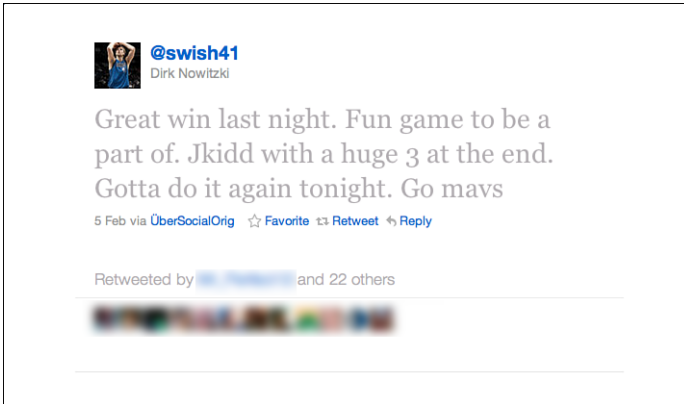 @swish41
Dirk Nowitzki
Great win last night. Fun game to be a
part of. Jkidd with a huge 3 at the end.
Gotta do it again tonight. Go mavs
5 Feb via ÜberSocialOrig Favorite Retweet Reply
Retweeted by and 22 others